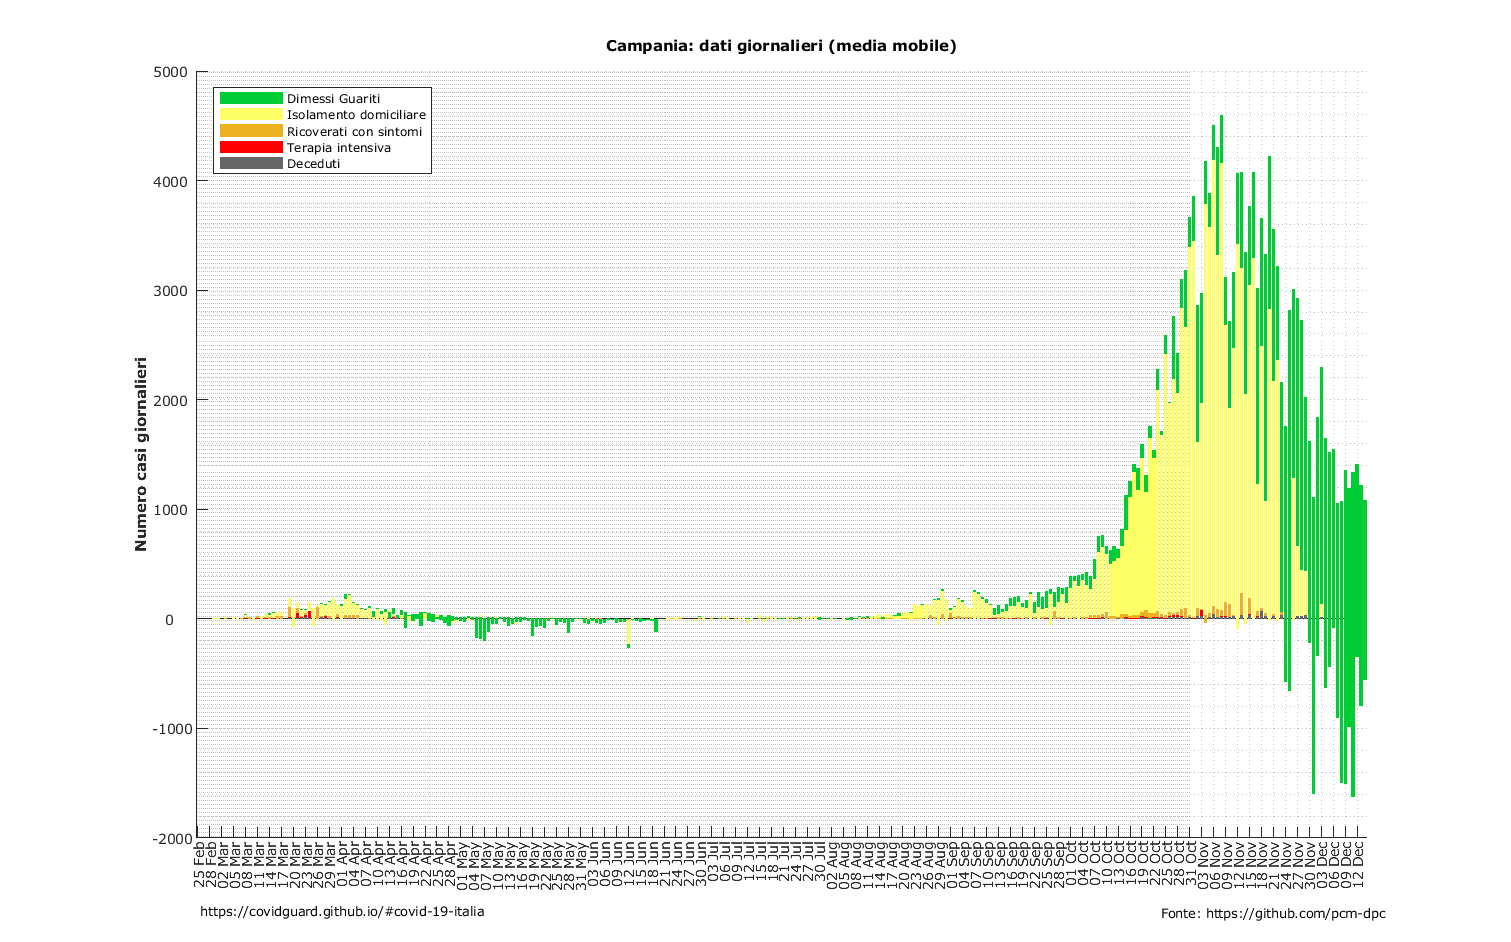 Campania: dati giornalieri (media mobile)
5000
4000
3000
2000
1000
0
-1000
-2000
Numero casi giornalieri
Dimessi Guariti
Isolamento domiciliare
Ricoverati con sintomi
Terapia intensiva
Deceduti
25 Feb
28 Feb
02 Mar
05 Mar
08 Mar
11 Mar
14 Mar
17 Mar
20 Mar
23 Mar
26 Mar
29 Mar
01 Apr
04 Apr
07 Apr
10 Apr
13 Apr
16 Apr
19 Apr
22 Apr
25 Apr
28 Apr
01 May
04 May
07 May
10 May
13 May
16 May
19 May
22 May
25 May
28 May
31 May
03 Jun
06 Jun
09 Jun
12 Jun
15 Jun
18 Jun
21 Jun
24 Jun
27 Jun
30 Jun
03 Jul
06 Jul
09 Jul
12 Jul
15 Jul
18 Jul
21 Jul
24 Jul
27 Jul
30 Jul
02 Aug
05 Aug
08 Aug
11 Aug
14 Aug
17 Aug
20 Aug
23 Aug
26 Aug
29 Aug
01 Sep
04 Sep
07 Sep
10 Sep
13 Sep
16 Sep
19 Sep
22 Sep
25 Sep
28 Sep
01 Oct
04 Oct
07 Oct
10 Oct
13 Oct
16 Oct
19 Oct
22 Oct
25 Oct
28 Oct
31 Oct
03 Nov
06 Nov
09 Nov
12 Nov
15 Nov
18 Nov
21 Nov
24 Nov
27 Nov
30 Nov
03 Dec
06 Dec
09 Dec
12 Dec
https://covidguard.github.io/#covid-19-italia
Fonte: https://github.com/pcm-dpc